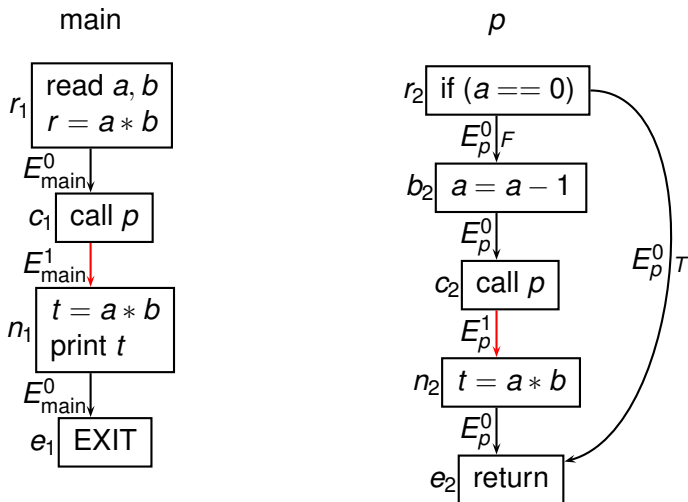 main
r₁ read a, b
r = a ∗ b
E⁰main
c₁ call p
E¹main
n₁ t = a ∗ b
print t
E⁰main
e₁ EXIT
p
r₂ if (a == 0)
E⁰p F
b₂ a = a − 1
E⁰p
c₂ call p
E⁰p T
E¹p
n₂ t = a ∗ b
E⁰p
e₂ return